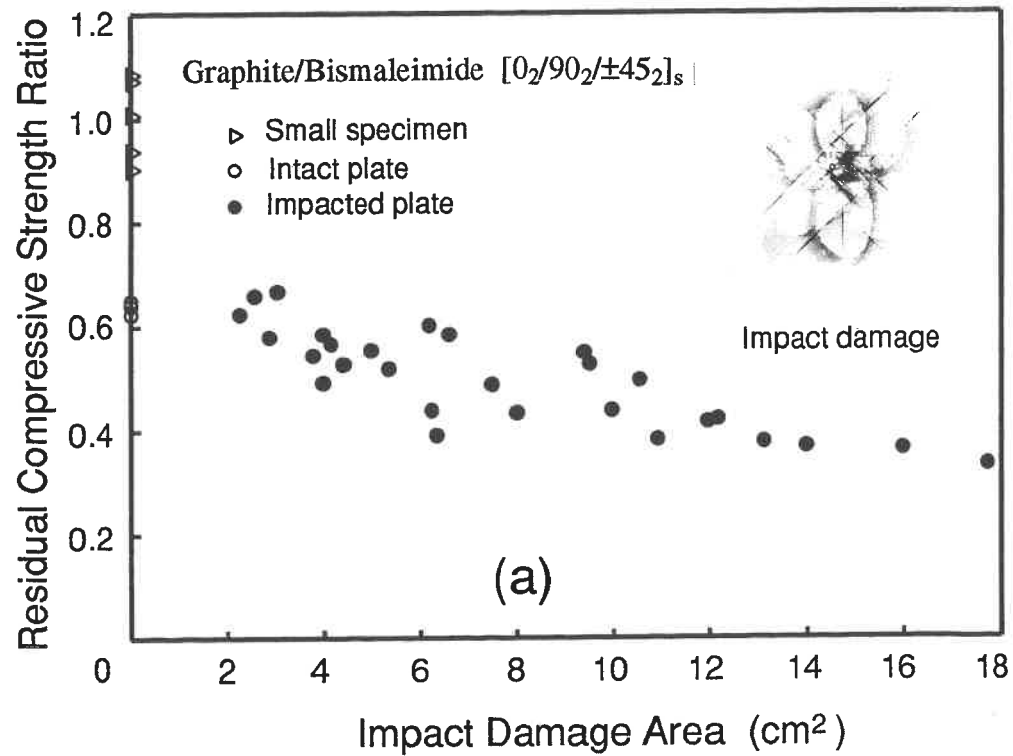 Residual Compressive Strength Ratio
1.2
1.0
0.8
0.6
0.4
0.2
Graphite/Bismaleimide [0₂/90₂/±45₂]ₛ
Small specimen
Intact plate
Impacted plate
Impact damage
(a)
0 2 4 6 8 10 12 14 16 18
Impact Damage Area (cm²)